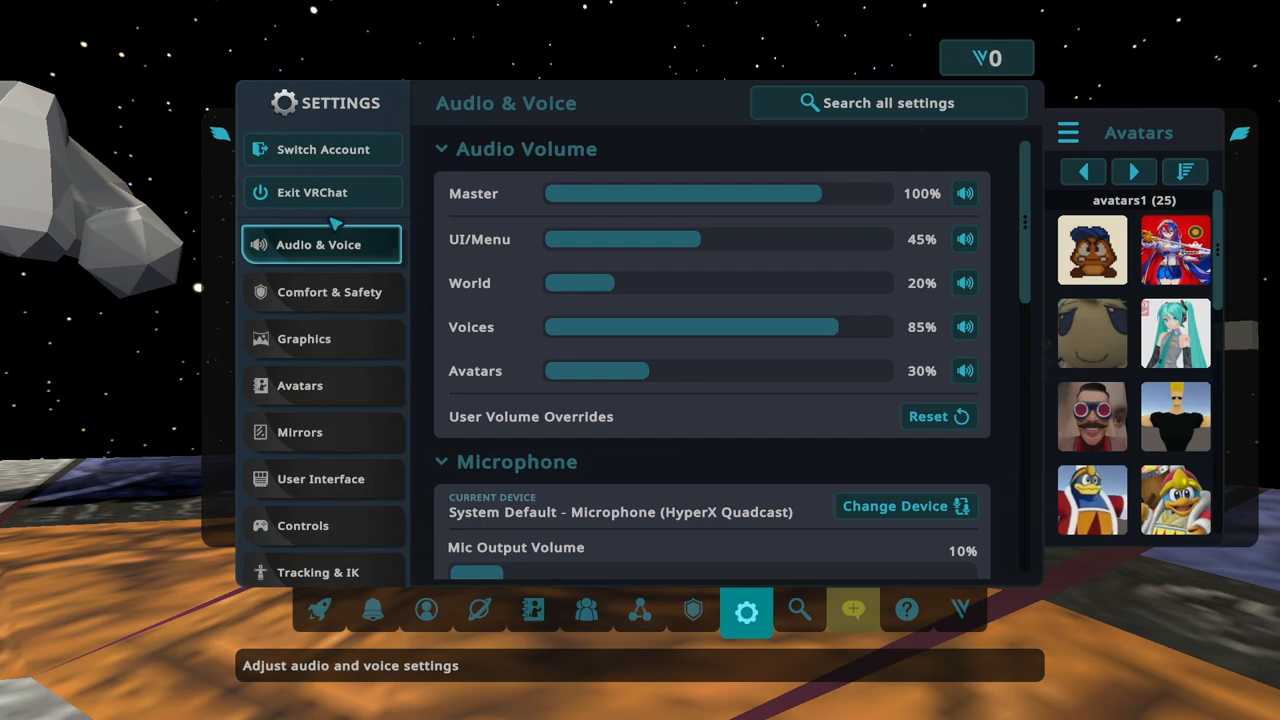 0
SETTINGS
Audio & Voice
Search all settings
Switch Account
Exit VRChat
Audio & Voice
Comfort & Safety
Graphics
Avatars
Mirrors
User Interface
Controls
Tracking & IK
Audio Volume
Master 100%
UI/Menu 45%
World 20%
Voices 85%
Avatars 30%
User Volume Overrides Reset
Microphone
CURRENT DEVICE
System Default - Microphone (HyperX Quadcast) Change Device
Mic Output Volume 10%
Avatars
avatars1 (25)
Adjust audio and voice settings